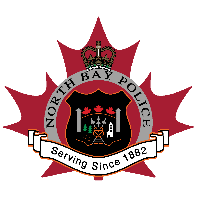 NORTH BAY POLICE
Serving Since 1882